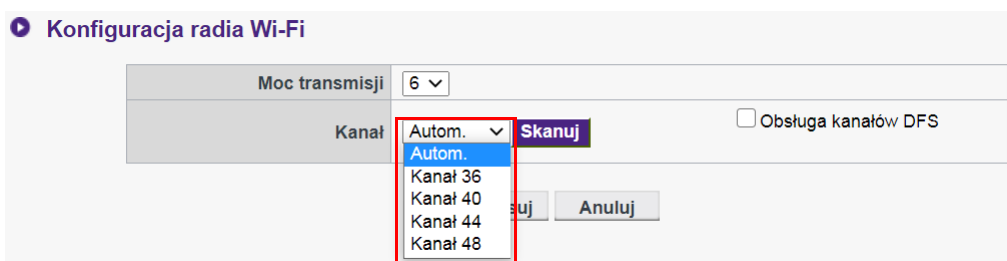 Konfiguracja radia Wi-Fi
Moc transmisji 6
Kanał Autom. Skanuj Obsługa kanałów DFS
Autom.
Kanał 36
Kanał 40
Kanał 44
Kanał 48
Anuluj